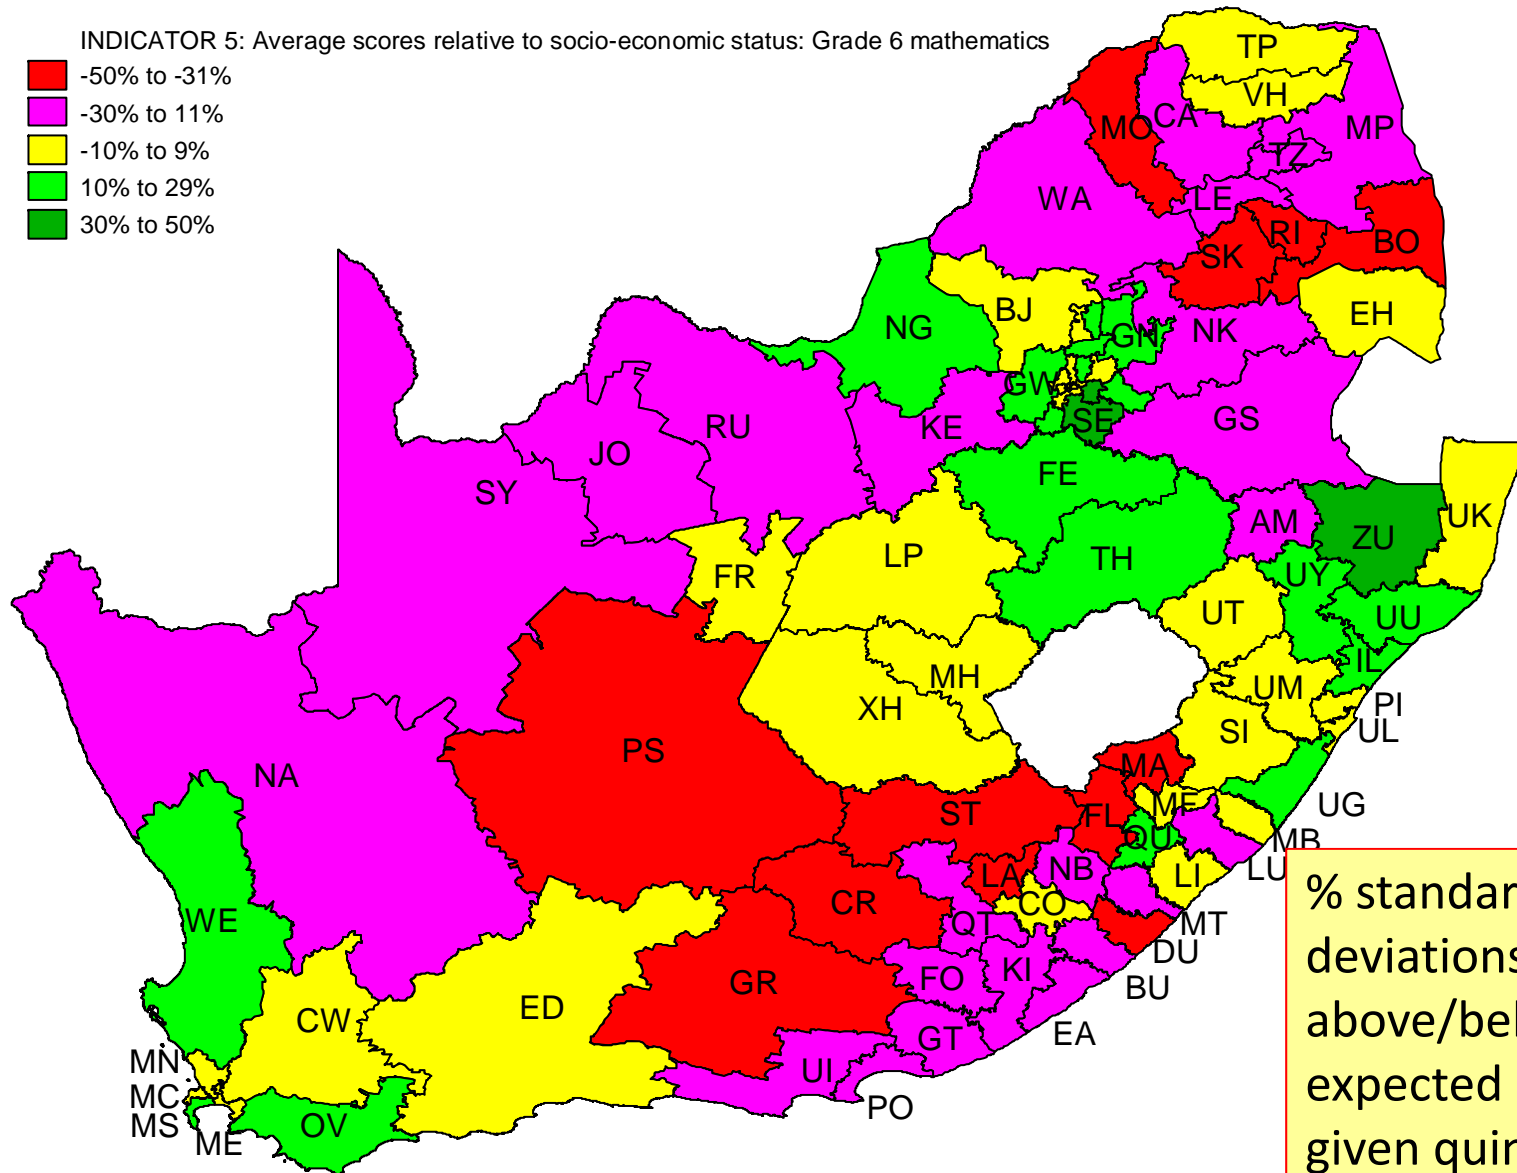 INDICATOR 5: Average scores relative to socio-economic status: Grade 6 mathematics
-50% to -31%
-30% to 11%
-10% to 9%
10% to 29%
30% to 50%
TP
VH
CA
MO
MP
TZ
WA
LE
RI
SK
BO
NG
BJ
EH
GN
NK
GW
SE
GS
KE
RU
JO
SY
FE
AM
ZU
UK
LP
TH
FR
UY
UT
UU
IL
MH
UM
PI
XH
SI
UL
PS
NA
MA
ST
FL
MF
UG
QU
MB
LU
LA
NB
LI
CR
CO
WE
QT
MT
DU
GR
FO
KI
BU
ED
CW
GT
EA
MN
UI
MC
PO
MS
OV
ME
% standar
deviations
above/bel
expected
given quin